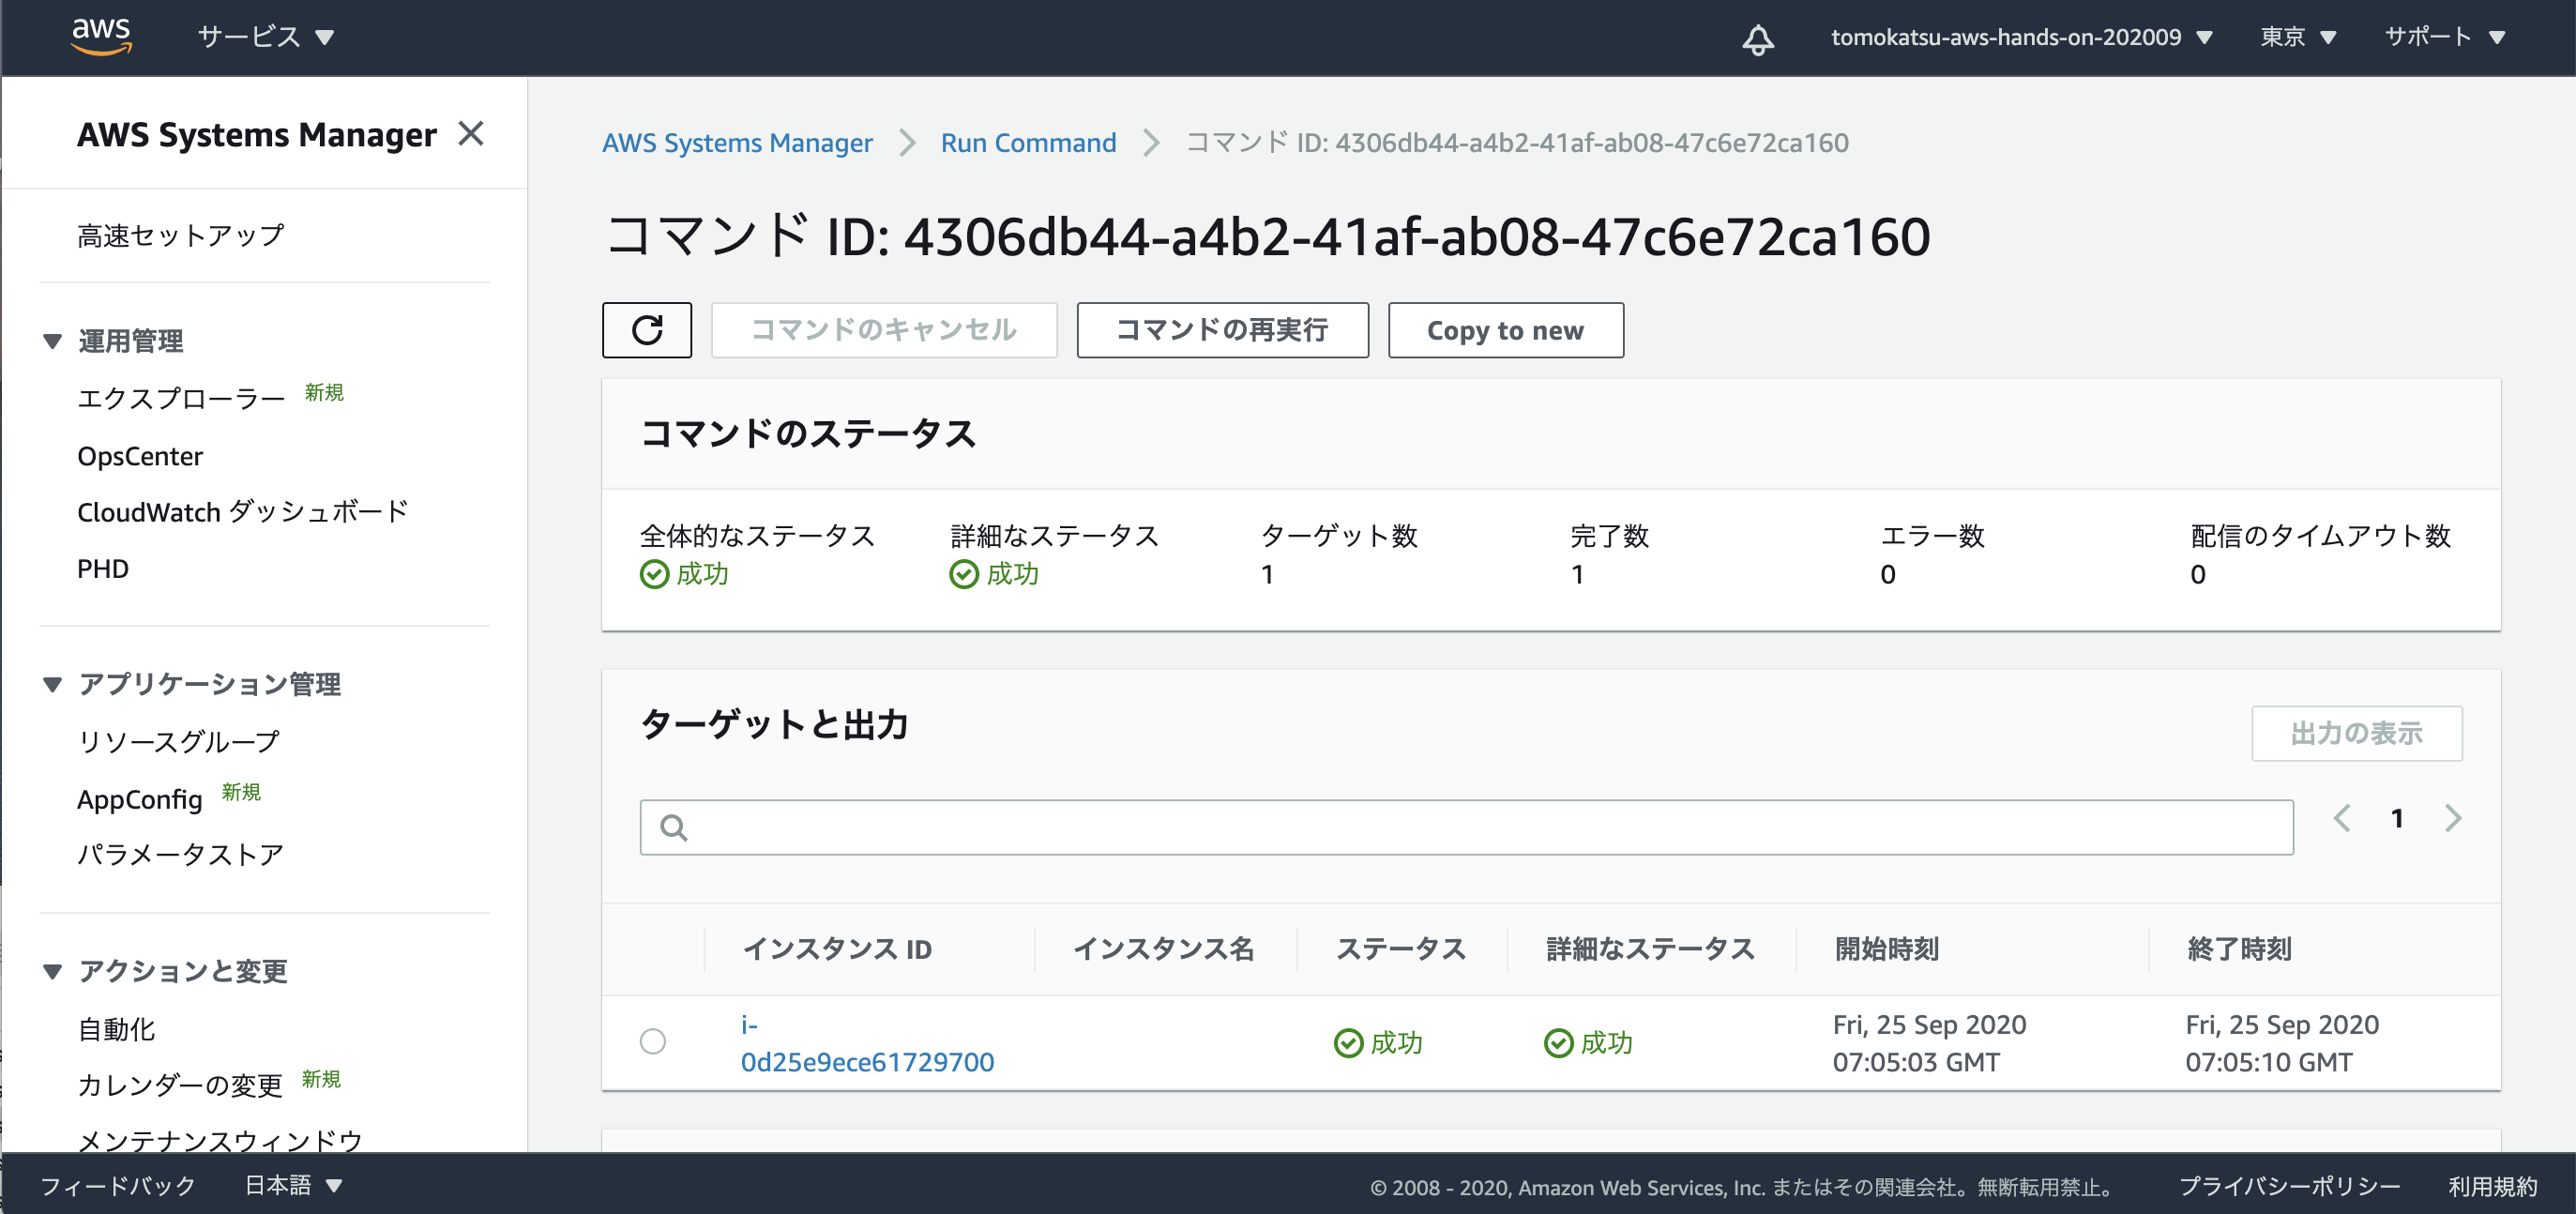 aws
サービス
tomokatsu-aws-hands-on-202009
東京
サポート
AWS Systems Manager
高速セットアップ
運用管理
エクスプローラー 新規
OpsCenter
CloudWatch ダッシュボード
PHD
アプリケーション管理
リソースグループ
AppConfig 新規
パラメータストア
アクションと変更
自動化
カレンダーの変更 新規
メンテナンスウィンドウ
AWS Systems Manager
Run Command
コマンド ID: 4306db44-a4b2-41af-ab08-47c6e72ca160
コマンド ID: 4306db44-a4b2-41af-ab08-47c6e72ca160
コマンドのキャンセル
コマンドの再実行
Copy to new
コマンドのステータス
全体的なステータス
成功
詳細なステータス
成功
ターゲット数
1
完了数
1
エラー数
0
配信のタイムアウト数
0
ターゲットと出力
出力の表示
1
インスタンス ID
インスタンス名
ステータス
詳細なステータス
開始時刻
終了時刻
i-
0d25e9ece61729700
成功
成功
Fri, 25 Sep 2020
07:05:03 GMT
Fri, 25 Sep 2020
07:05:10 GMT
フィードバック
日本語
© 2008 - 2020, Amazon Web Services, Inc. またはその関連会社。無断転用禁止。
プライバシーポリシー
利用規約